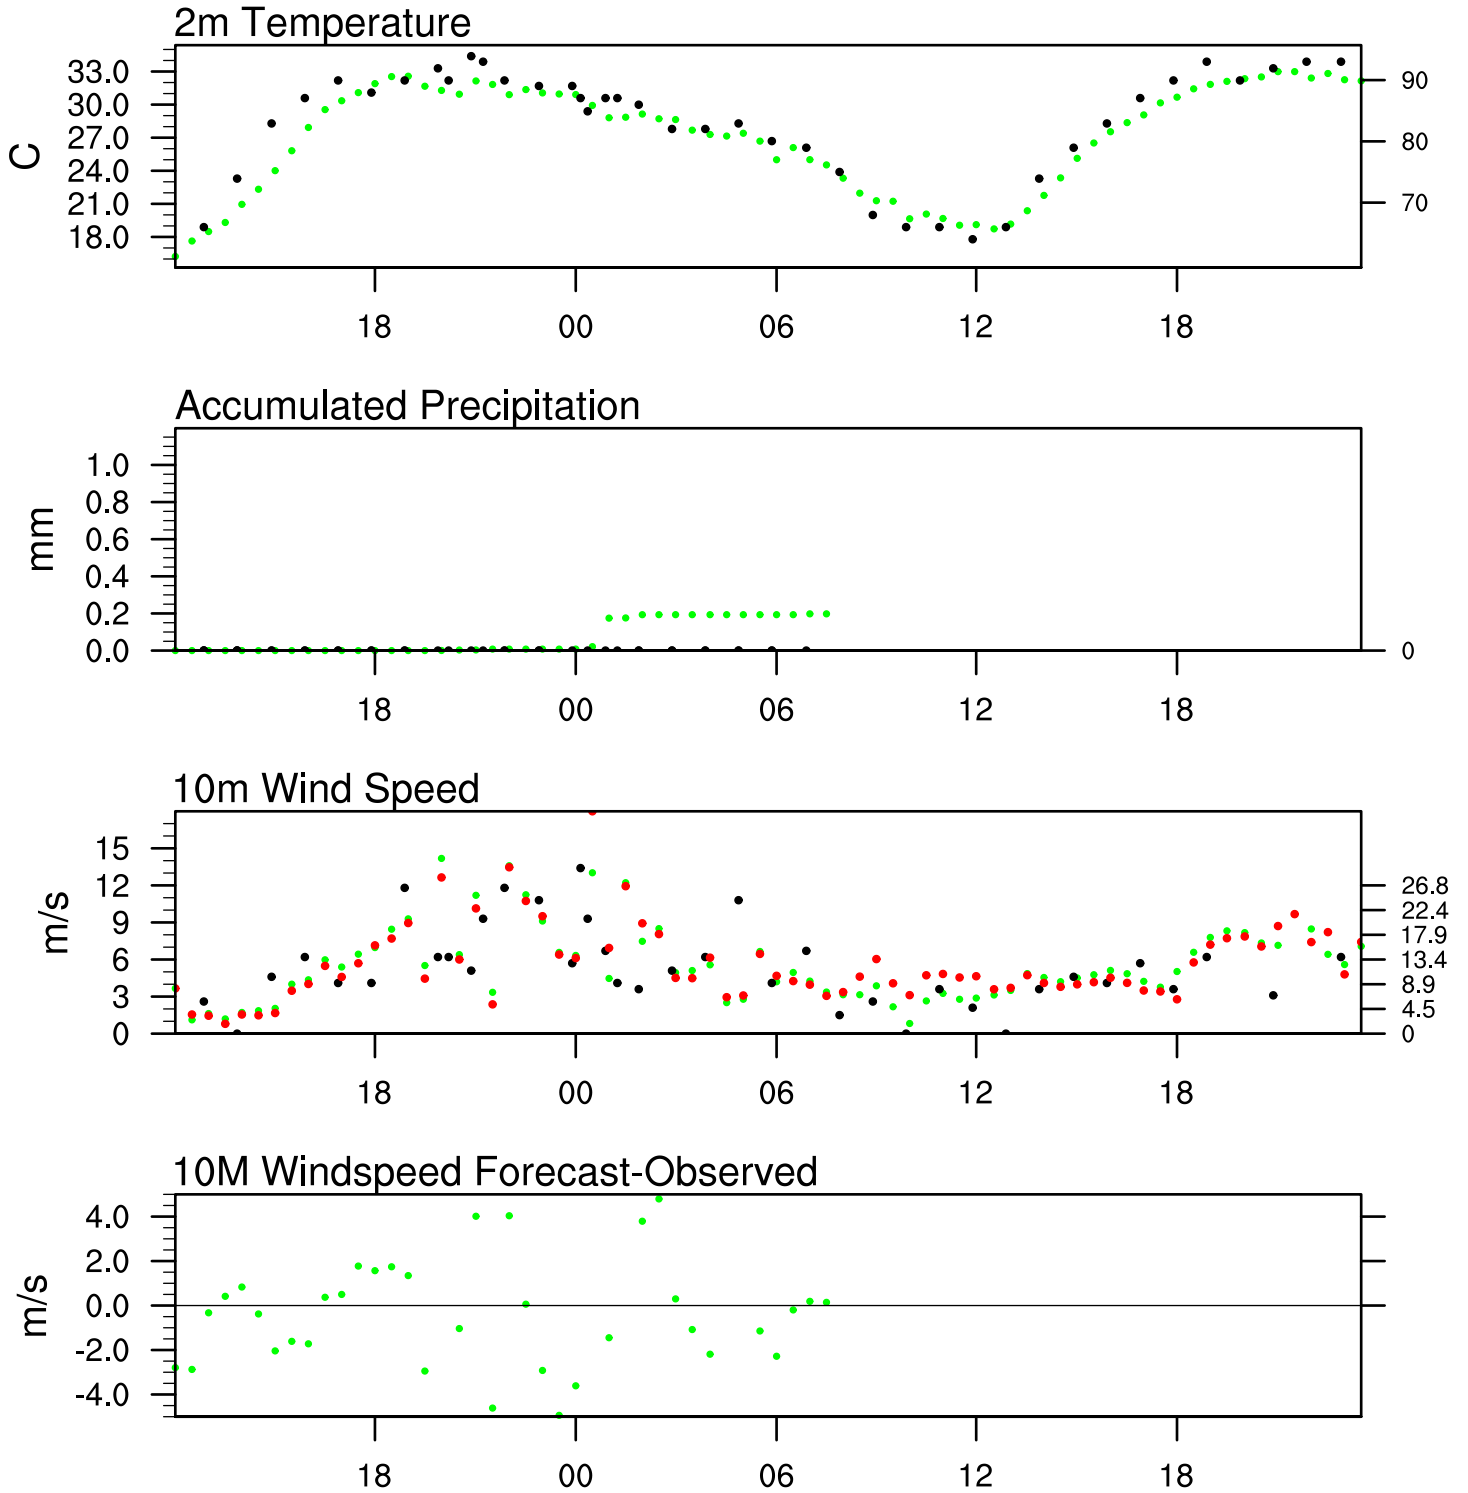 2m Temperature
33.0
30.0
27.0
24.0
21.0
18.0
C
90
80
70
18 00 06 12 18
Accumulated Precipitation
1.0
0.8
0.6
0.4
0.2
0.0
mm
0
18 00 06 12 18
10m Wind Speed
15
12
9
6
3
0
m/s
26.8
22.4
17.9
13.4
8.9
4.5
0
18 00 06 12 18
10M Windspeed Forecast-Observed
4.0
2.0
0.0
-2.0
-4.0
m/s
18 00 06 12 18